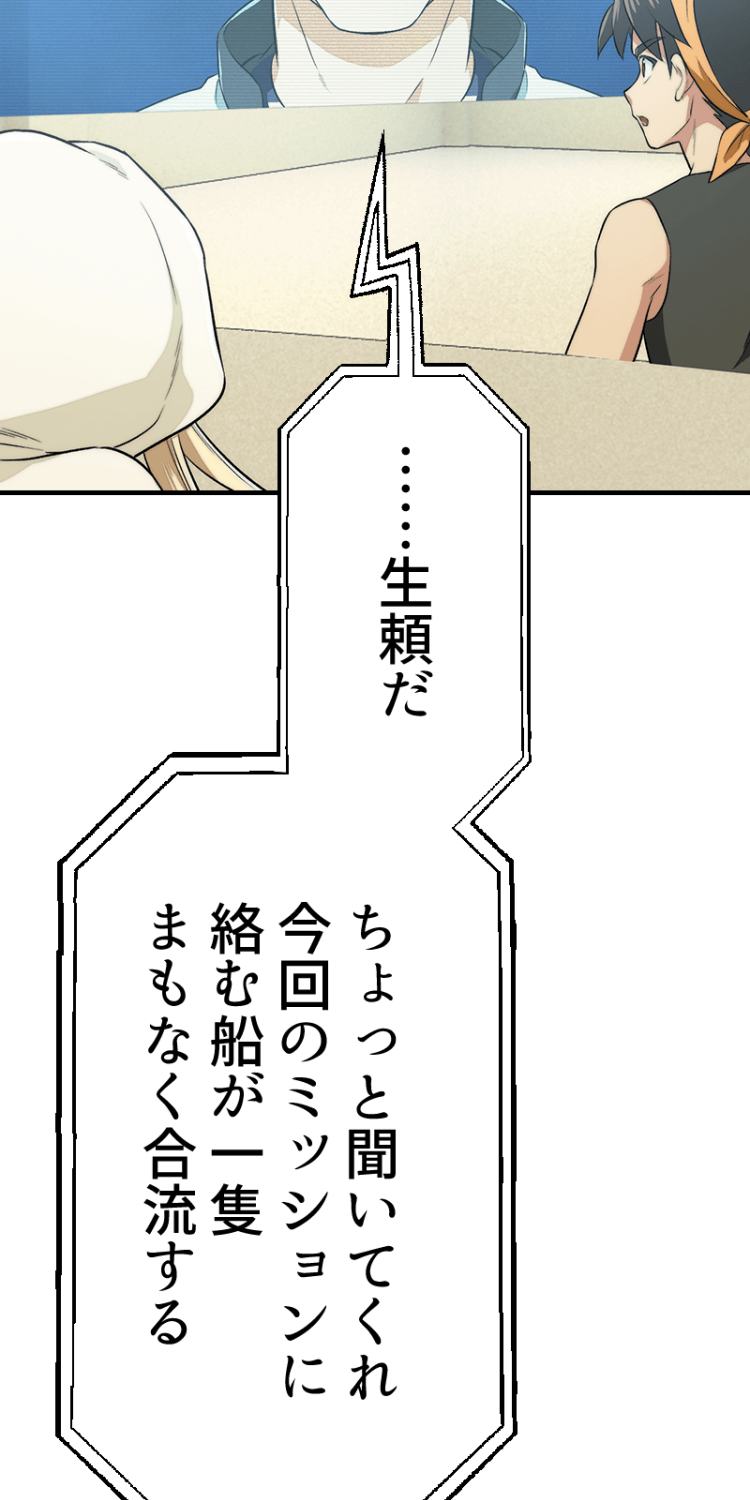 ……生頼だ
ちょっと聞いてくれ
今回のミッションに
絡む船が一隻
まもなく合流する